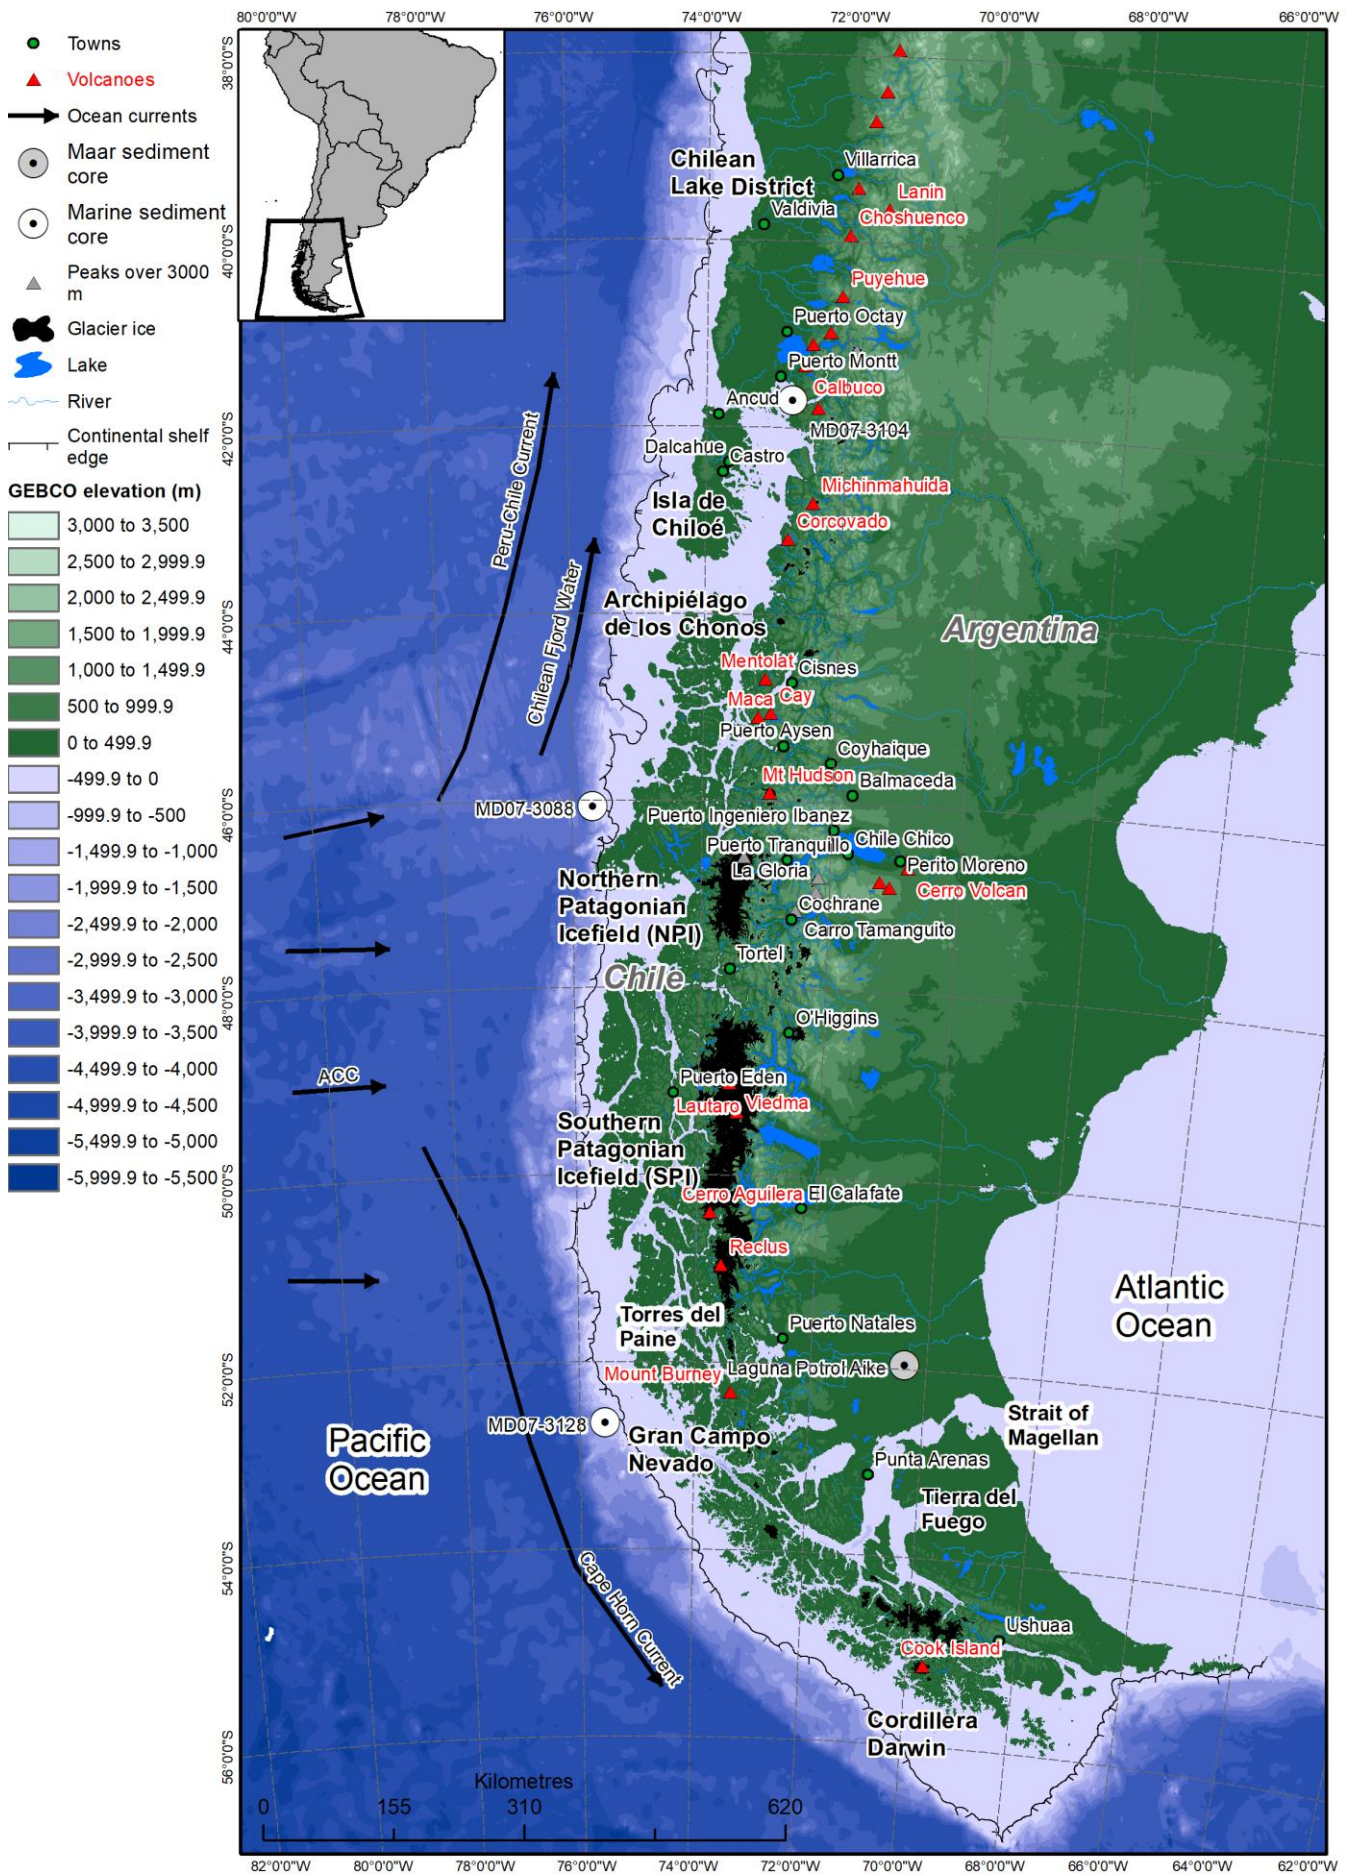 80°0'0"W
78°0'0"W
76°0'0"W
74°0'0"W
72°0'0"W
70°0'0"W
68°0'0"W
66°0'0"W
Towns
Volcanoes
Ocean currents
Maar sediment
core
Marine sediment
core
Peaks over 3000
m
Glacier ice
Lake
River
Continental shelf
edge
GEBCO elevation (m)
3,000 to 3,500
2,500 to 2,999.9
2,000 to 2,499.9
1,500 to 1,999.9
1,000 to 1,499.9
500 to 999.9
0 to 499.9
-499.9 to 0
-999.9 to -500
-1,499.9 to -1,000
-1,999.9 to -1,500
-2,499.9 to -2,000
-2,999.9 to -2,500
-3,499.9 to -3,000
-3,999.9 to -3,500
-4,499.9 to -4,000
-4,999.9 to -4,500
-5,499.9 to -5,000
-5,999.9 to -5,500
38°0'0"S
40°0'0"S
42°0'0"S
44°0'0"S
46°0'0"S
48°0'0"S
50°0'0"S
52°0'0"S
54°0'0"S
56°0'0"S
Chilean
Lake District
Villarrica
Lanin
Valdivia
Choshuenco
Puyehue
Puerto Octay
Puerto Montt
Calbuco
Ancud
MD07-3104
Dalcahue
Castro
Isla de
Chiloé
Michinmahuida
Corcovado
Peru-Chile Current
Chilean Fjord Water
Archipiélago
de los Chonos
Argentina
Mentolat
Cisnes
Maca
Cay
Puerto Aysen
Coyhaique
Mt Hudson
Balmaceda
MD07-3088
Puerto Ingeniero Ibanez
Puerto Tranquillo
Chile Chico
La Gloria
Perito Moreno
Cerro Volcan
Northern
Patagonian
Icefield (NPI)
Cochrane
Carro Tamanguito
Tortel
Chile
O'Higgins
ACC
Puerto Eden
Lautaro
Viedma
Southern
Patagonian
Icefield (SPI)
Cerro Aguilera
El Calafate
Reclus
Atlantic
Ocean
Torres del
Paine
Puerto Natales
Laguna Potrol Aike
Mount Burney
MD07-3128
Strait of
Magellan
Gran Campo
Nevado
Pacific
Ocean
Punta Arenas
Tierra del
Fuego
Cape Horn Current
Ushuaa
Cook Island
Cordillera
Darwin
Kilometres
0
155
310
620
82°0'0"W
80°0'0"W
78°0'0"W
76°0'0"W
74°0'0"W
72°0'0"W
70°0'0"W
68°0'0"W
66°0'0"W
64°0'0"W
62°0'0"W